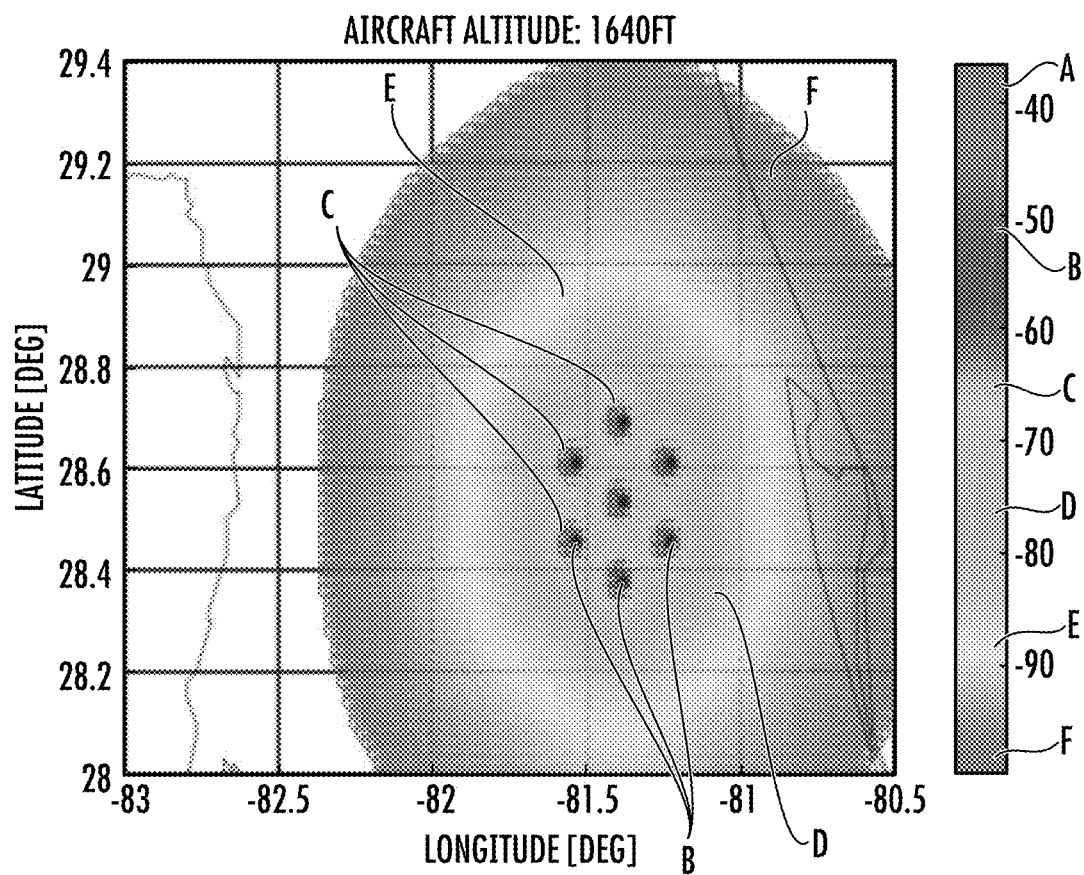 AIRCRAFT ALTITUDE: 1640FT
29.4
29.2
29
28.8
28.6
28.4
28.2
28
LATITUDE [DEG]
-83
-82.5
-82
-81.5
-81
-80.5
LONGITUDE [DEG]
E
F
C
B
D
A
-40
-50
B
-60
C
-70
D
-80
E
-90
F